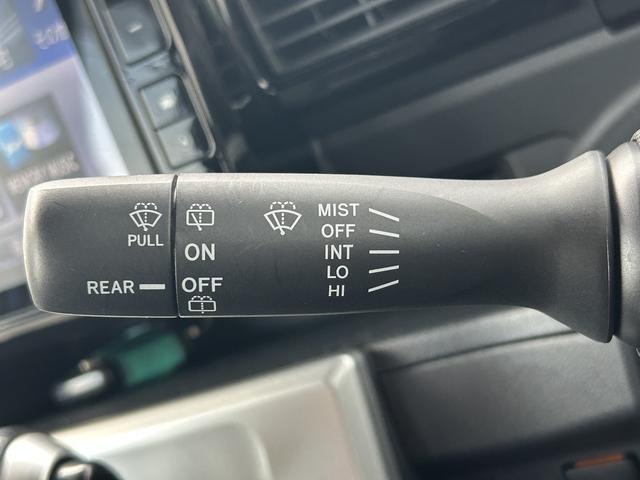 PULL
REAR
ON
OFF
MIST
OFF
INT
LO
HI